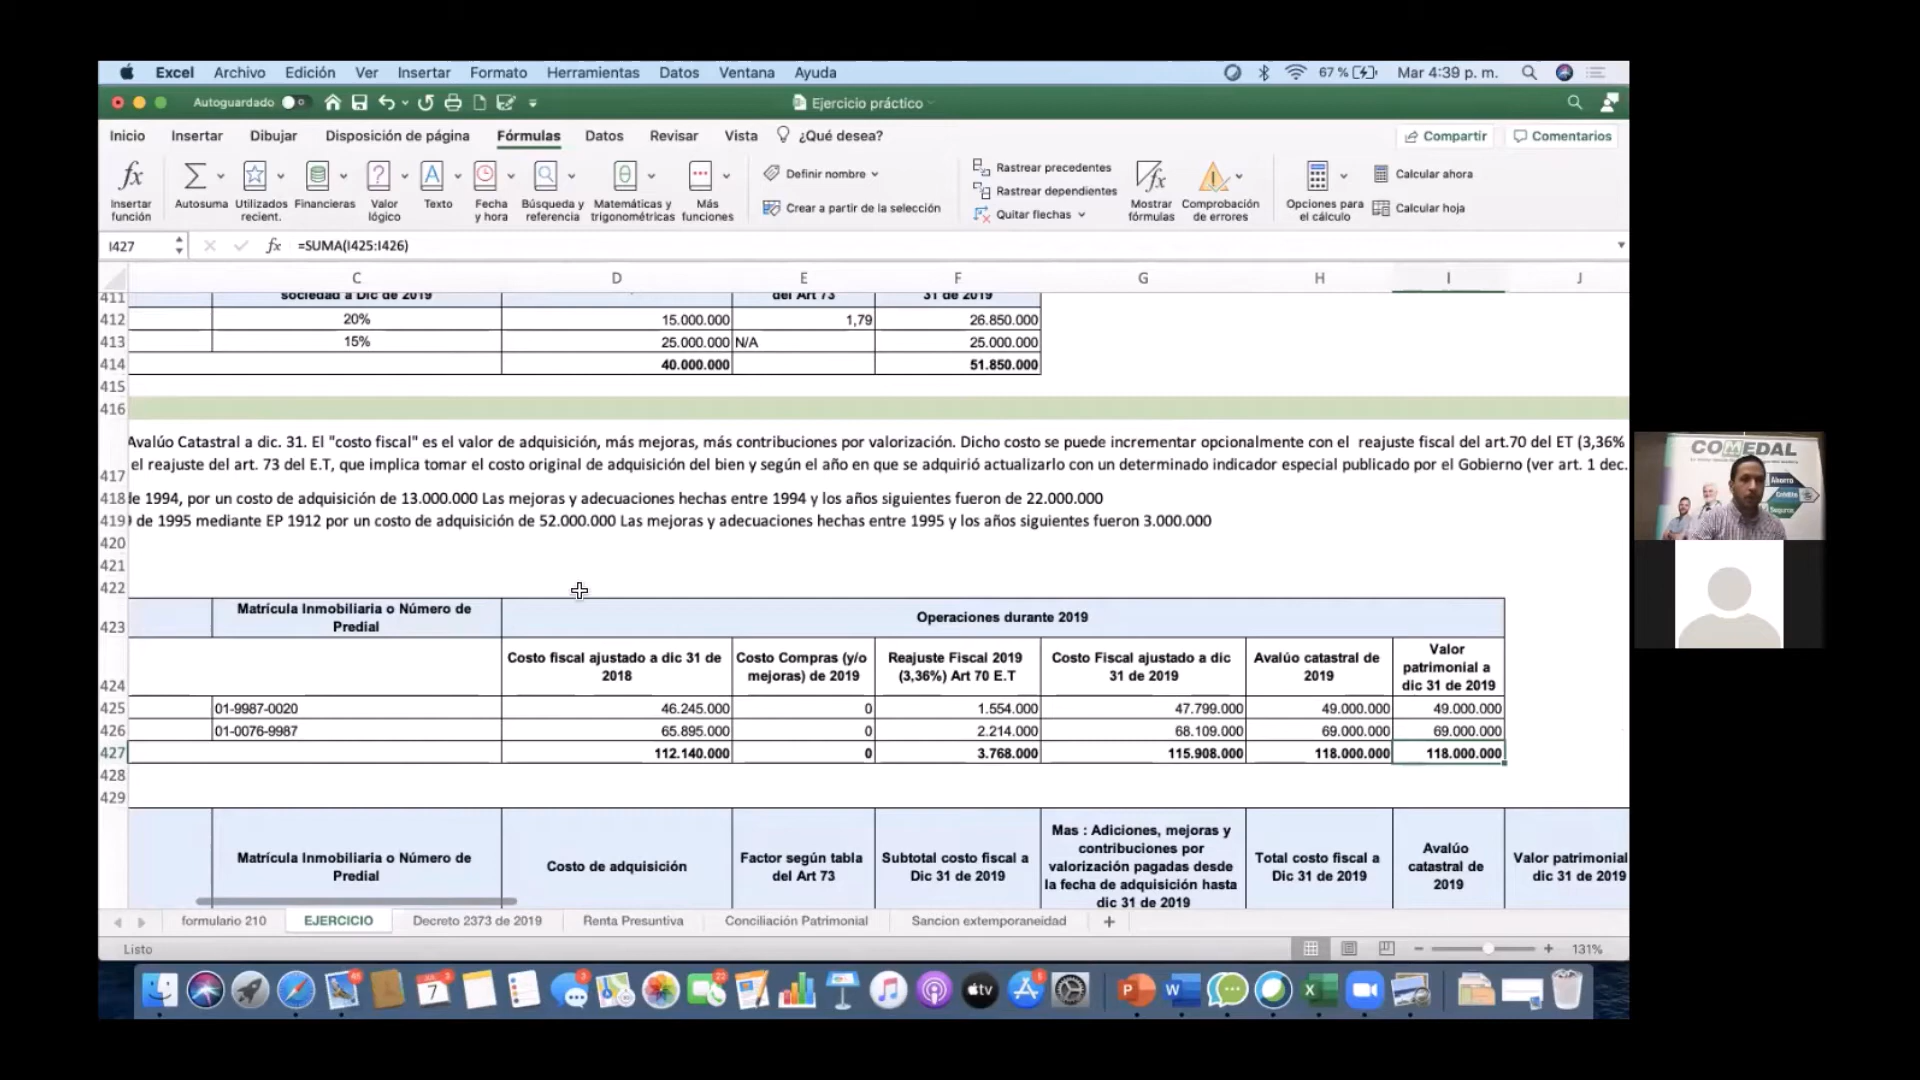 Excel Archivo Edición Ver Insertar Formato Herramientas Datos Ventana Ayuda 67 % Mar 4:39 p. m.
Autoguardado Ejercicio práctico
Inicio Insertar Dibujar Disposición de página Fórmulas Datos Revisar Vista ¿Qué desea? Compartir Comentarios
Insertar función
Autosuma
Utilizados recient.
Financieras
Valor lógico
Texto
Fecha y hora
Búsqueda y referencia
Matemáticas y trigonométricas
Más funciones
Definir nombre
Crear a partir de la selección
Rastrear precedentes
Rastrear dependientes
Quitar flechas
Mostrar fórmulas
Comprobación de errores
Opciones para el cálculo
Calcular ahora
Calcular hoja
I427 fx =SUMA(I425:I426)
C D E F G H I J
411 sociedad a Dic de 2019 del Art 73 31 de 2019
412 20% 15.000.000 1,79 26.850.000
413 15% 25.000.000 N/A 25.000.000
414 40.000.000 51.850.000
415
416
Avalúo Catastral a dic. 31. El "costo fiscal" es el valor de adquisición, más mejoras, más contribuciones por valorización. Dicho costo se puede incrementar opcionalmente con el reajuste fiscal del art.70 del ET (3,36%
417 el reajuste del art. 73 del E.T, que implica tomar el costo original de adquisición del bien y según el año en que se adquirió actualizarlo con un determinado indicador especial publicado por el Gobierno (ver art. 1 dec.
418 de 1994, por un costo de adquisición de 13.000.000 Las mejoras y adecuaciones hechas entre 1994 y los años siguientes fueron de 22.000.000
419 de 1995 mediante EP 1912 por un costo de adquisición de 52.000.000 Las mejoras y adecuaciones hechas entre 1995 y los años siguientes fueron 3.000.000
420
421
422
423 Matrícula Inmobiliaria o Número de Predial Operaciones durante 2019
424 Costo fiscal ajustado a dic 31 de 2018 Costo Compras (y/o mejoras) de 2019 Reajuste Fiscal 2019 (3,36%) Art 70 E.T Costo Fiscal ajustado a dic 31 de 2019 Avalúo catastral de 2019 Valor patrimonial a dic 31 de 2019
425 01-9987-0020 46.245.000 0 1.554.000 47.799.000 49.000.000 49.000.000
426 01-0076-9987 65.895.000 0 2.214.000 68.109.000 69.000.000 69.000.000
427 112.140.000 0 3.768.000 115.908.000 118.000.000 118.000.000
428
429
Matrícula Inmobiliaria o Número de Predial Costo de adquisición Factor según tabla del Art 73 Subtotal costo fiscal a Dic 31 de 2019 Mas : Adiciones, mejoras y contribuciones por valorización pagadas desde la fecha de adquisición hasta dic 31 de 2019 Total costo fiscal a Dic 31 de 2019 Avalúo catastral de 2019 Valor patrimonial dic 31 de 2019
formulario 210 EJERCICIO Decreto 2373 de 2019 Renta Presuntiva Conciliación Patrimonial Sancion extemporaneidad
Listo 131%
COMEDAL
Ahorro
Crédito
Seguros
7
tv